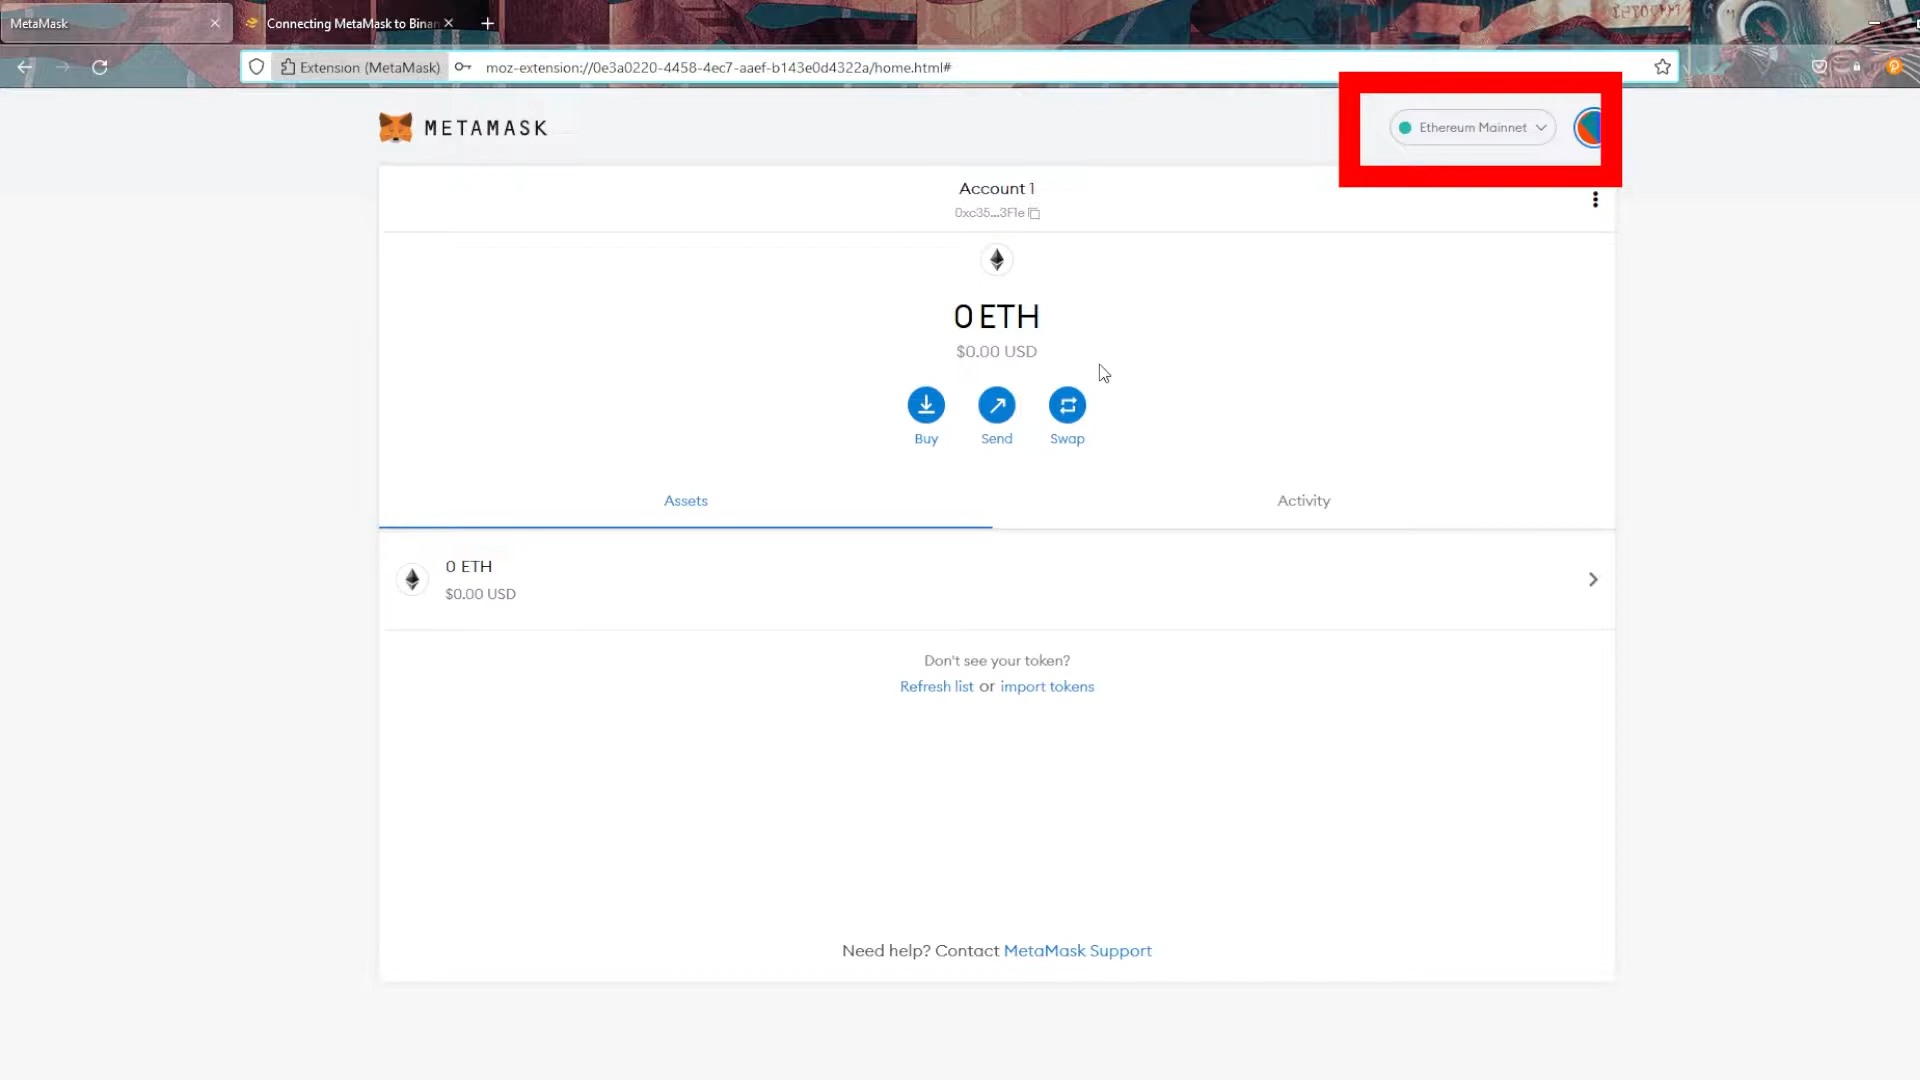 MetaMask
Connecting MetaMask to Binan
Extension (MetaMask)
moz-extension://0e3a0220-4458-4ec7-aaef-b143e0d4322a/home.html#
METAMASK
Ethereum Mainnet
Account 1
0xc35...3F1e
0 ETH
$0.00 USD
Buy
Send
Swap
Assets
Activity
0 ETH
$0.00 USD
Don't see your token?
Refresh list or import tokens
Need help? Contact MetaMask Support